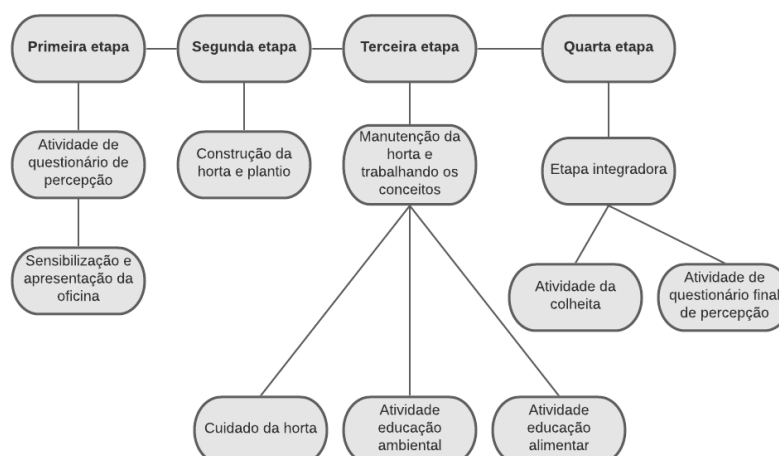 Primeira etapa
Segunda etapa
Terceira etapa
Quarta etapa
Atividade de
questionário de
percepção
Construção da
horta e plantio
Manutenção da
horta e
trabalhando os
conceitos
Etapa integradora
Sensibilização e
apresentação da
oficina
Atividade da
colheita
Atividade de
questionário final
de percepção
Cuidado da horta
Atividade
educação
ambiental
Atividade
educação
alimentar